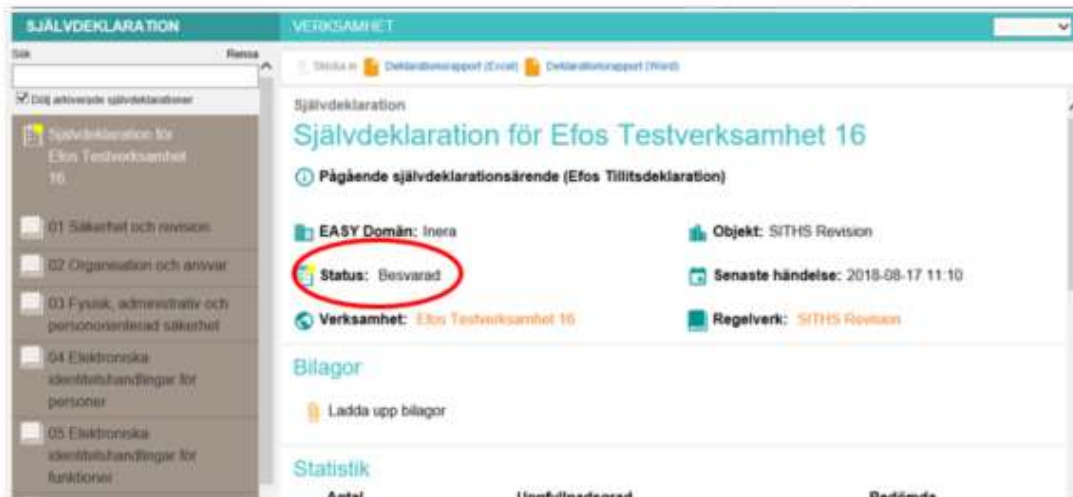 SJÄLVDEKLARATION
VERKSAMHET
Sök Rensa
Dölj arkiverade självdeklarationer
Skicka in Deklarationsrapport (Excel) Deklarationsrapport (Word)
Självdeklaration för
Efos Testverksamhet
16
01 Säkerhet och revision
02 Organisation och ansvar
03 Fysisk, administrativ och
personorienterad säkerhet
04 Elektroniska
identitetshandlingar för
personer
05 Elektroniska
identitetshandlingar för
funktioner
Självdeklaration
Självdeklaration för Efos Testverksamhet 16
Pågående självdeklarationsärende (Efos Tillitsdeklaration)
EASY Domän: Inera
Objekt: SITHS Revision
Status: Besvarad
Senaste händelse: 2018-08-17 11:10
Verksamhet: Efos Testverksamhet 16
Regelverk: SITHS Revision
Bilagor
Ladda upp bilagor
Statistik
Antal Uppfyllnadsgrad Bedömda